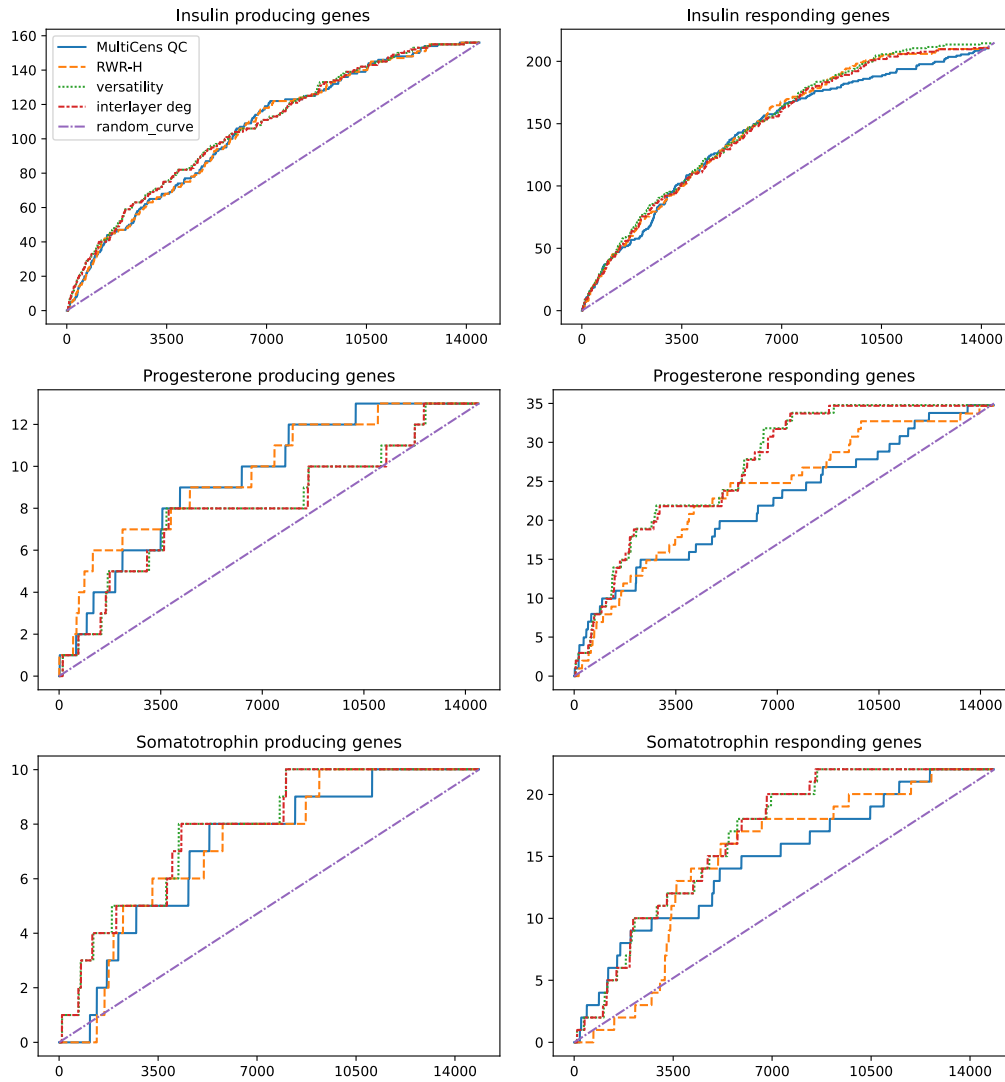 Insulin producing genes
160
140
120
100
80
60
40
20
0
MultiCens QC
RWR-H
versatility
interlayer deg
random_curve
0 3500 7000 10500 14000
Insulin responding genes
200
150
100
50
0
0 3500 7000 10500 14000
Progesterone producing genes
12
10
8
6
4
2
0
0 3500 7000 10500 14000
Progesterone responding genes
35
30
25
20
15
10
5
0
0 3500 7000 10500 14000
Somatotrophin producing genes
10
8
6
4
2
0
0 3500 7000 10500 14000
Somatotrophin responding genes
20
15
10
5
0
0 3500 7000 10500 14000